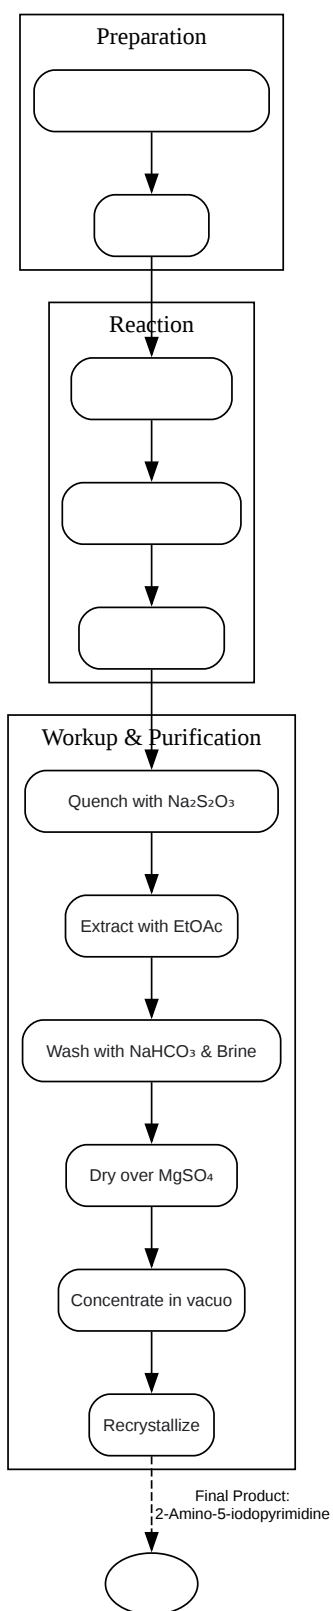 Preparation
Reaction
Workup & Purification
Quench with Na₂S₂O₃
Extract with EtOAc
Wash with NaHCO₃ & Brine
Dry over MgSO₄
Concentrate in vacuo
Recrystallize
Final Product:
2-Amino-5-iodopyrimidine